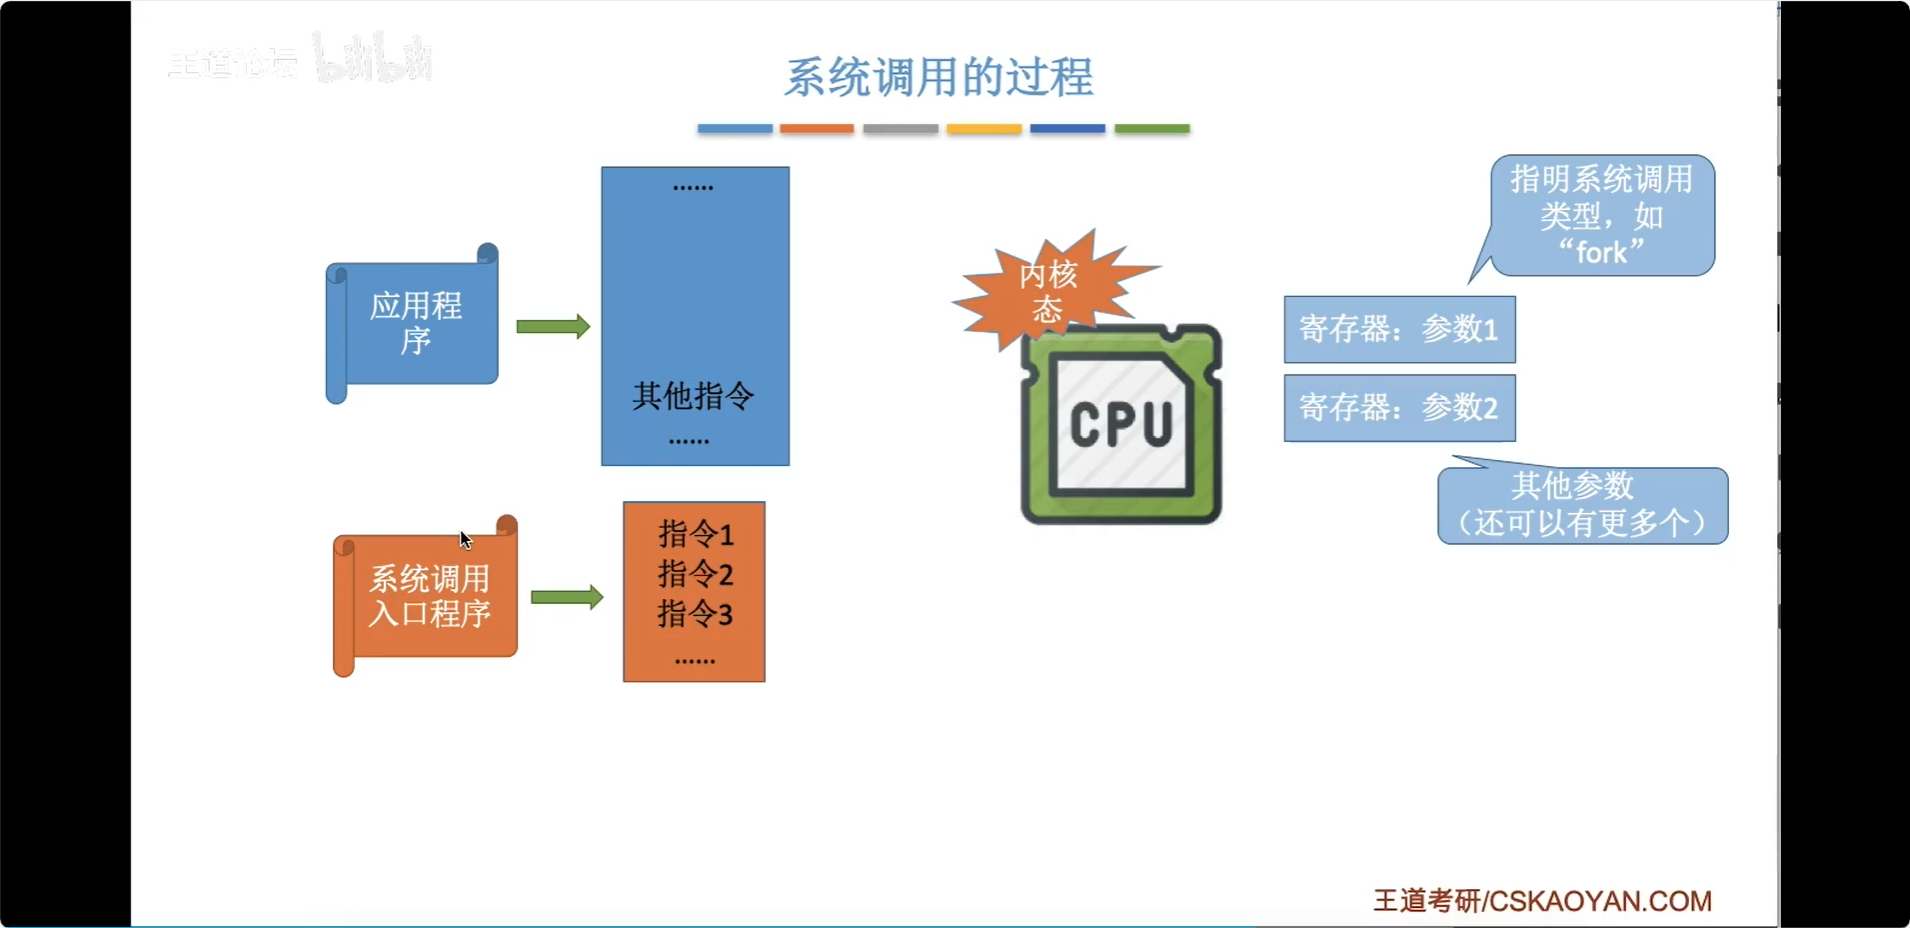 王道论坛 bilibili
系统调用的过程
......
应用程
序
其他指令
......
系统调用
入口程序
指令1
指令2
指令3
......
内核
态
CPU
指明系统调用
类型，如
“fork”
寄存器：参数1
寄存器：参数2
其他参数
（还可以有更多个）
王道考研/CSKAOYAN.COM